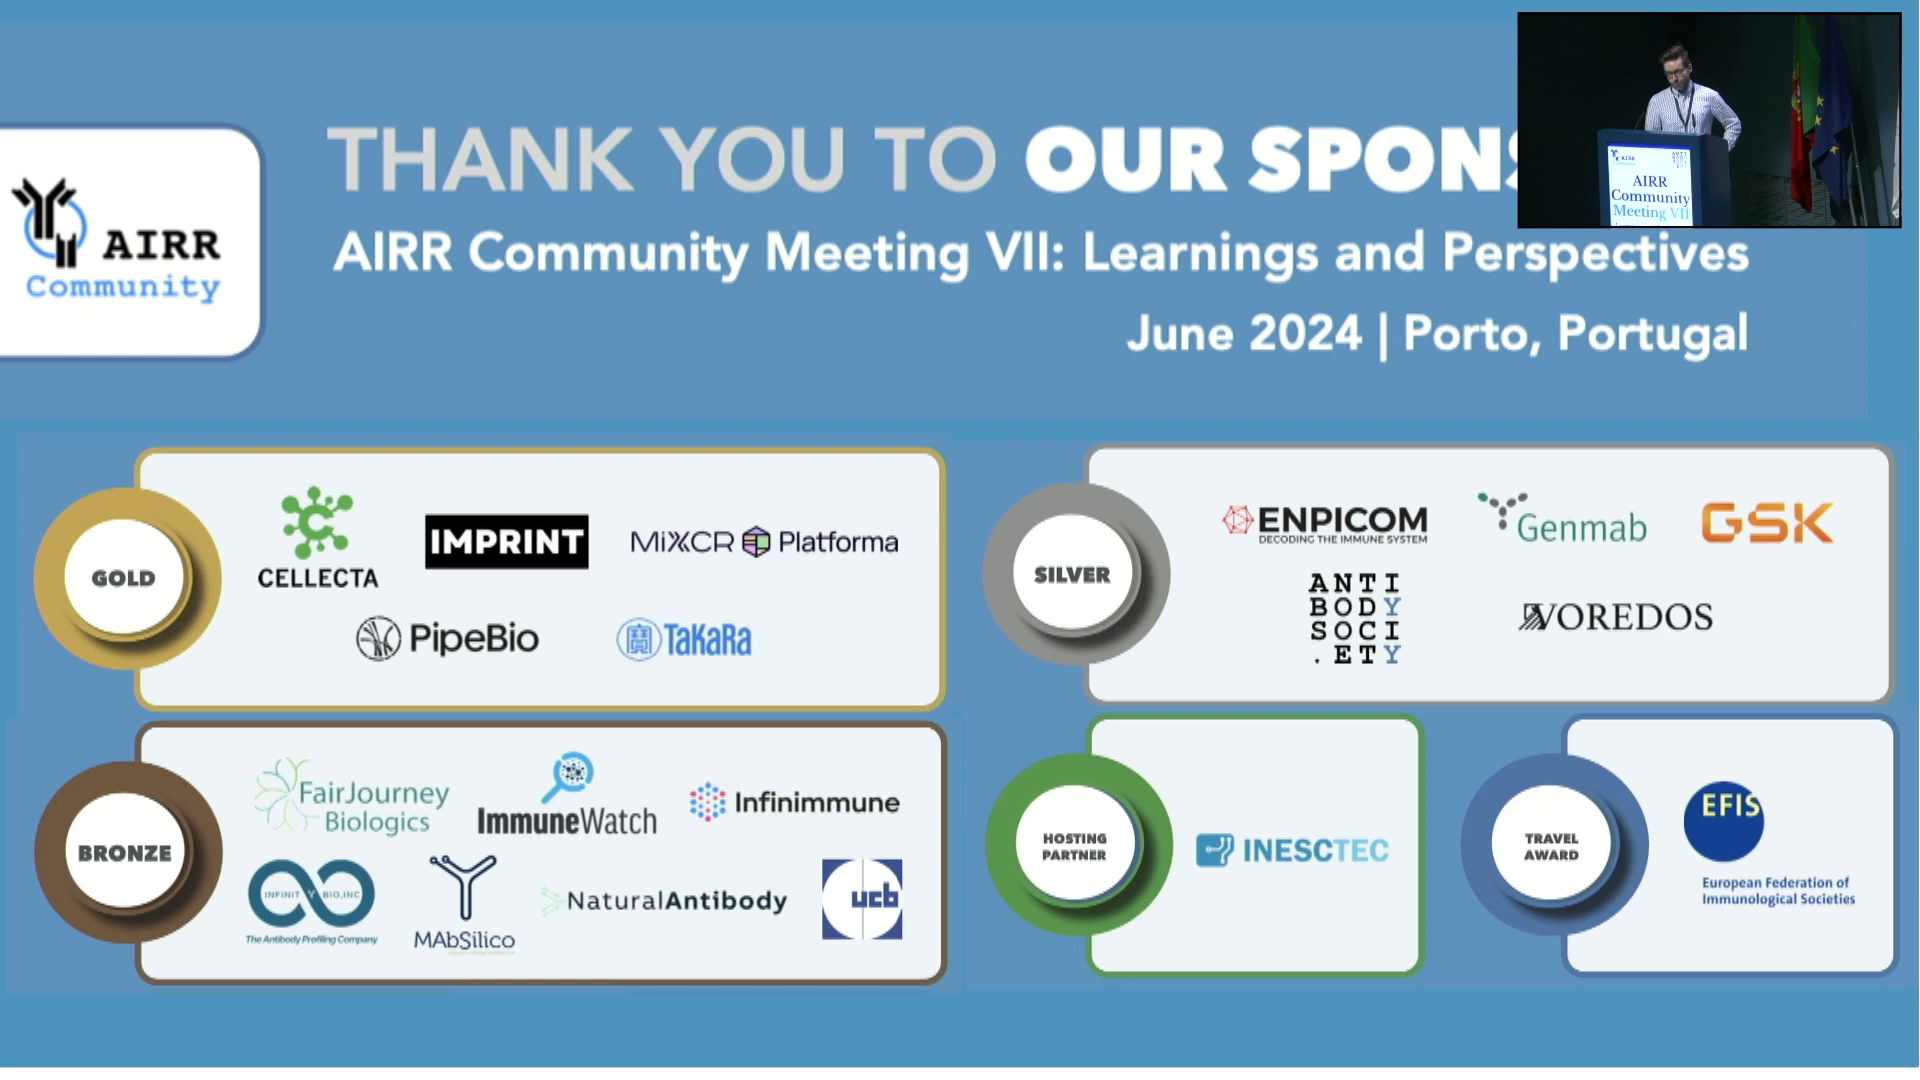 THANK YOU TO OUR SPONS
AIRR Community Meeting VII: Learnings and Perspectives
June 2024 | Porto, Portugal
AIRR
Community
AIRR
AIRR
Community
Meeting VII
GOLD
CELLECTA
IMPRINT
MiXCR Platforma
PipeBio
TaKaRa
SILVER
ENPICOM
DECODING THE IMMUNE SYSTEM
Genmab
GSK
ANTI
BODY
SOCI
.ETY
VOREDOS
BRONZE
FairJourney
Biologics
ImmuneWatch
Infinimmune
INFINIT Y BIO, INC.
The Antibody Profiling Company
MAbSilico
NaturalAntibody
ucb
HOSTING
PARTNER
INESCTEC
TRAVEL
AWARD
EFIS
European Federation of
Immunological Societies